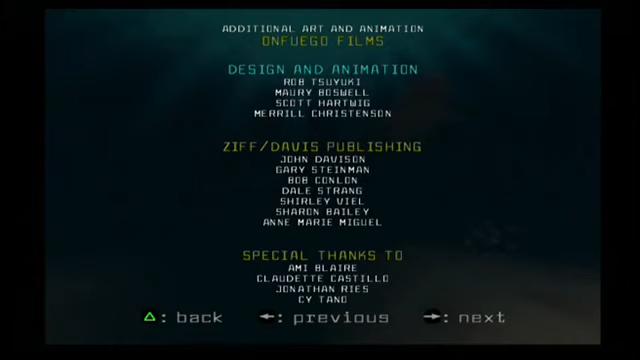 ADDITIONAL ART AND ANIMATION
ONFUEGO FILMS
DESIGN AND ANIMATION
ROB TSUYUKI
MAURY BOSWELL
SCOTT HARTWIG
MERRILL CHRISTENSON
ZIFF/DAVIS PUBLISHING
JOHN DAVISON
GARY STEINMAN
BOB CONLON
DALE STRANG
SHIRLEY VIEL
SHARON BAILEY
ANNE MARIE MIGUEL
SPECIAL THANKS TO
AMI BLAIRE
CLAUDETTE CASTILLO
JONATHAN RIES
CY TANO
: back : previous : next